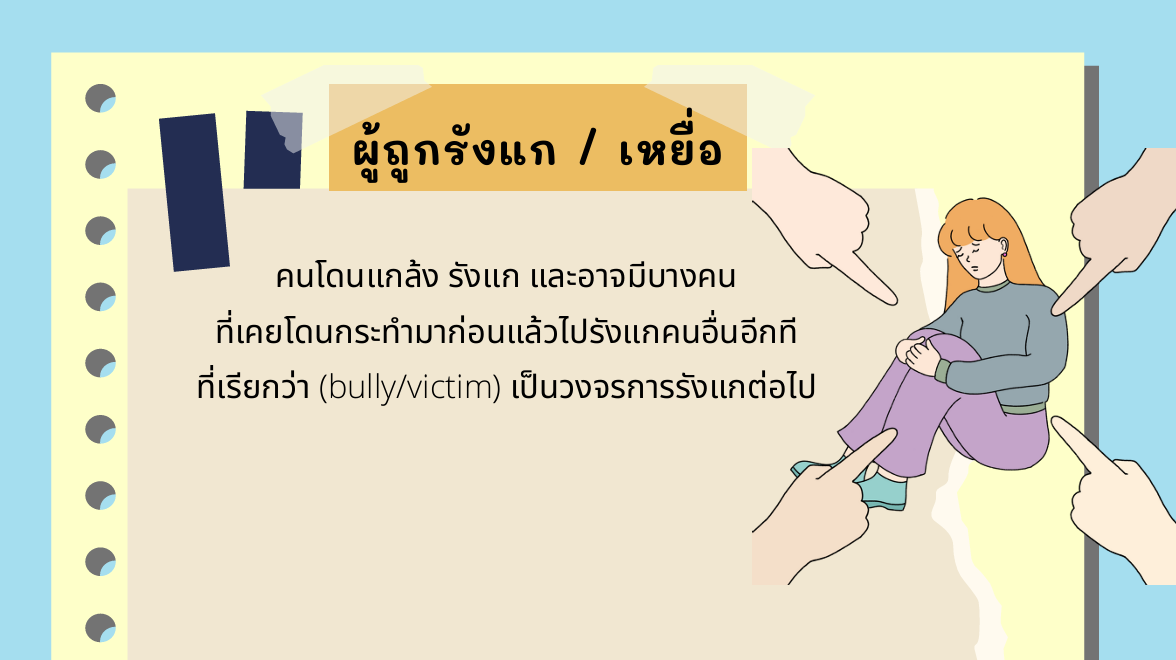 ผู้ถูกรังแก / เหยื่อ
คนโดนแกล้ง รังแก และอาจมีบางคน
ที่เคยโดนกระทำมาก่อนแล้วไปรังแกคนอื่นอีกที
ที่เรียกว่า (bully/victim) เป็นวงจรการรังแกต่อไป